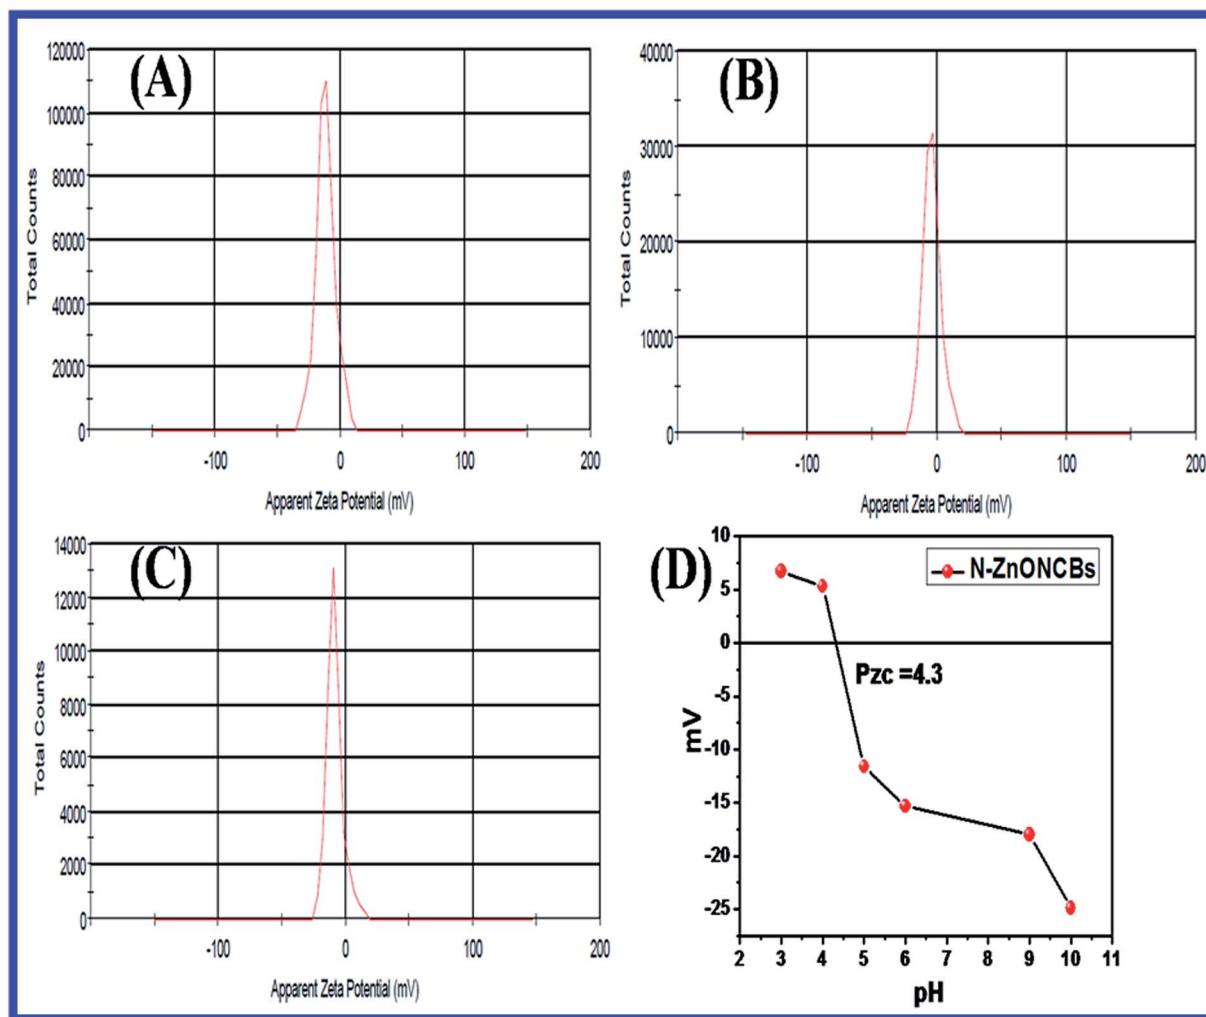 (A)
120000
100000
80000
60000
40000
20000
0
Total Counts
-100
0
100
200
Apparent Zeta Potential (mV)
(B)
40000
30000
20000
10000
0
Total Counts
-100
0
100
200
Apparent Zeta Potential (mV)
(C)
14000
12000
10000
8000
6000
4000
2000
0
Total Counts
-100
0
100
200
Apparent Zeta Potential (mV)
(D)
N-ZnONCBs
10
5
0
-5
-10
-15
-20
-25
mV
Pzc =4.3
2 3 4 5 6 7 8 9 10 11
pH